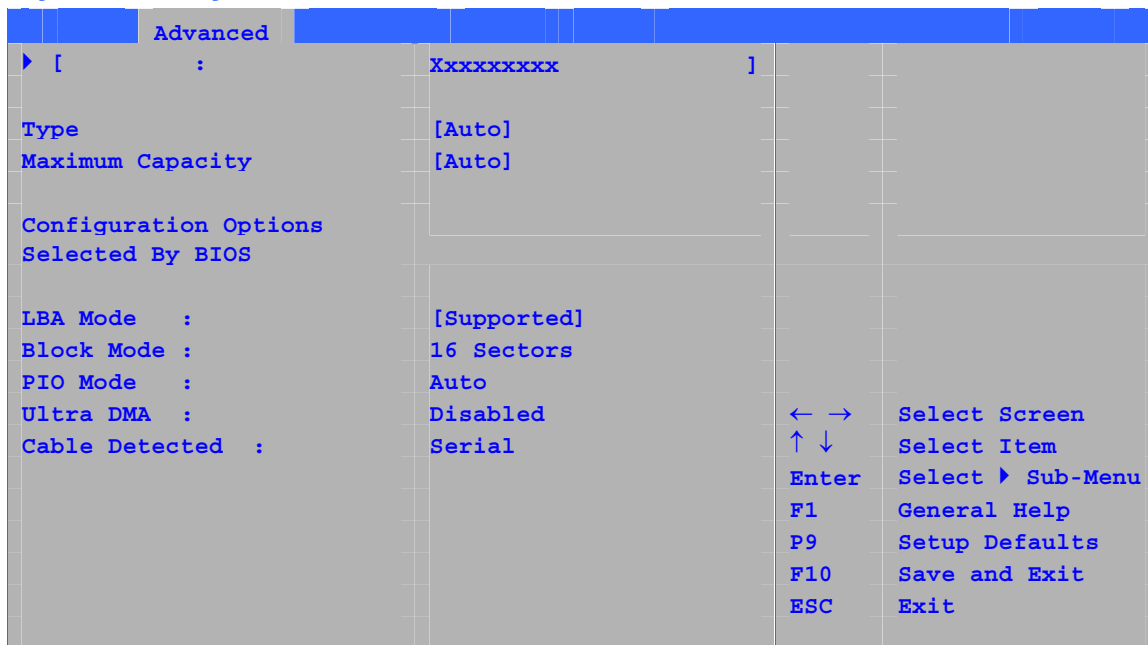 Advanced
[ : Xxxxxxxxxx ]
Type [Auto]
Maximum Capacity [Auto]
Configuration Options
Selected By BIOS
LBA Mode : [Supported]
Block Mode : 16 Sectors
PIO Mode : Auto
Ultra DMA : Disabled
Cable Detected : Serial
← → Select Screen
↑ ↓ Select Item
Enter Select ▶ Sub-Menu
F1 General Help
P9 Setup Defaults
F10 Save and Exit
ESC Exit